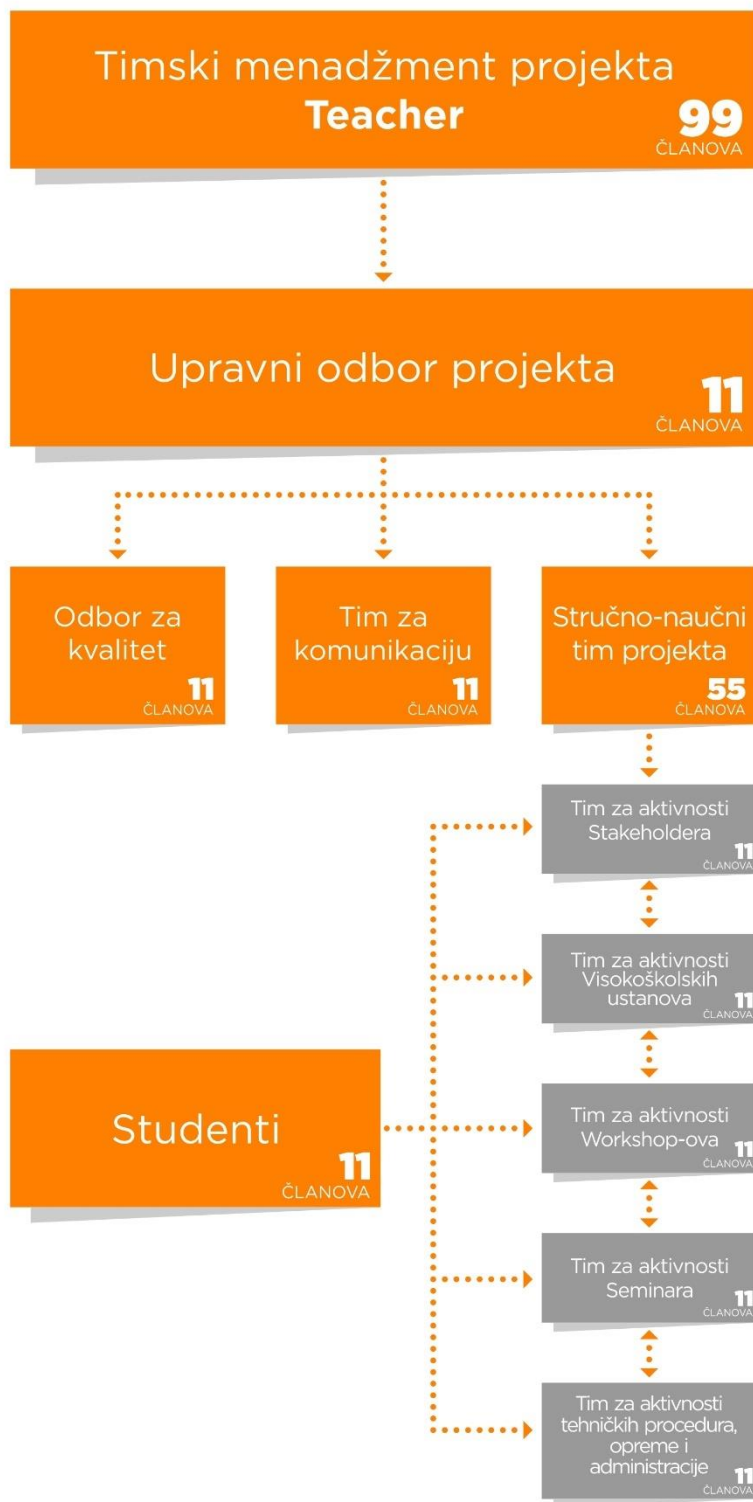 Timski menadžment projekta
Teacher
99
ČLANOVA
Upravni odbor projekta
11
ČLANOVA
Odbor za
kvalitet
11
ČLANOVA
Tim za
komunikaciju
11
ČLANOVA
Stručno-naučni
tim projekta
55
ČLANOVA
Tim za aktivnosti
Stakeholdera
11
ČLANOVA
Tim za aktivnosti
Visokoškolskih
ustanova
11
ČLANOVA
Studenti
11
ČLANOVA
Tim za aktivnosti
Workshop-ova
11
ČLANOVA
Tim za aktivnosti
Seminara
11
ČLANOVA
Tim za aktivnosti
tehničkih procedura,
opreme i
administracije
11
ČLANOVA